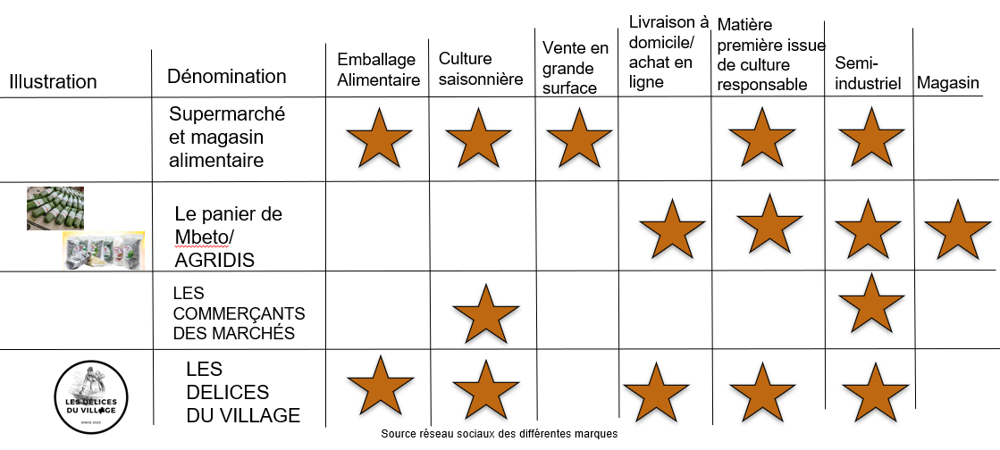 Illustration
Dénomination
Emballage
Alimentaire
Culture
saisonnière
Vente en
grande
surface
Livraison à
domicile/
achat en
ligne
Matière
première issue
de culture
responsable
Semi-
industriel
Magasin
Supermarché
et magasin
alimentaire
Le panier de
Mbeto/
AGRIDIS
LES
COMMERÇANTS
DES MARCHÉS
LES DELICES
DU VILLAGE
SINCE 2020
LES
DELICES
DU VILLAGE
Source réseau sociaux des différentes marques